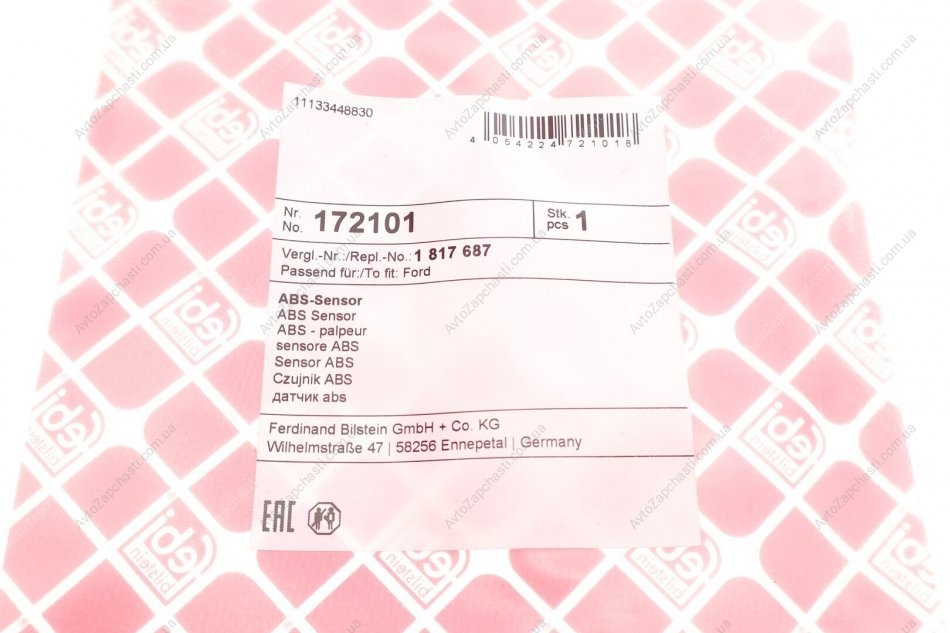 11133448830
4 054224 721018
Nr.
No. 172101
Stk.
pcs 1
Vergl.-Nr.:/Repl.-No.: 1 817 687
Passend für:/To fit: Ford
ABS-Sensor
ABS Sensor
ABS - palpeur
sensore ABS
Sensor ABS
Czujnik ABS
датчик abs
Ferdinand Bilstein GmbH + Co. KG
Wilhelmstraße 47 | 58256 Ennepetal | Germany
EAC
febi
bilstein
AvtoZapchasti.com.ua